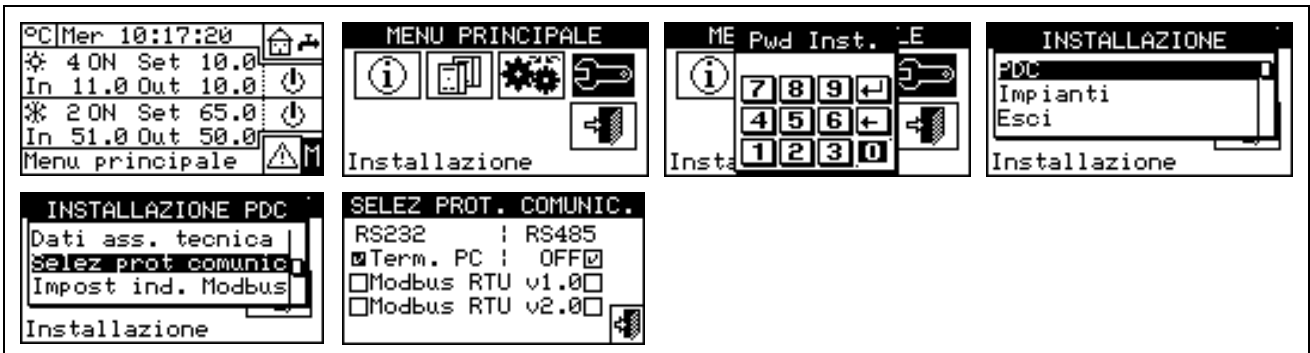 °C Mer 10:17:20
4 ON Set 10.0
In 11.0 Out 10.0
2 ON Set 65.0
In 51.0 Out 50.0
Menu principale M
MENU PRINCIPALE
i
Installazione
ME Pwd Inst. LE
i
7 8 9
4 5 6
1 2 3 0
Insta
INSTALLAZIONE
PDC
Impianti
Esci
Installazione
INSTALLAZIONE PDC
Dati ass. tecnica
Selez prot comunic
Impost ind. Modbus
Installazione
SELEZ PROT. COMUNIC.
RS232 ¦ RS485
Term. PC ¦ OFF
Modbus RTU v1.0
Modbus RTU v2.0